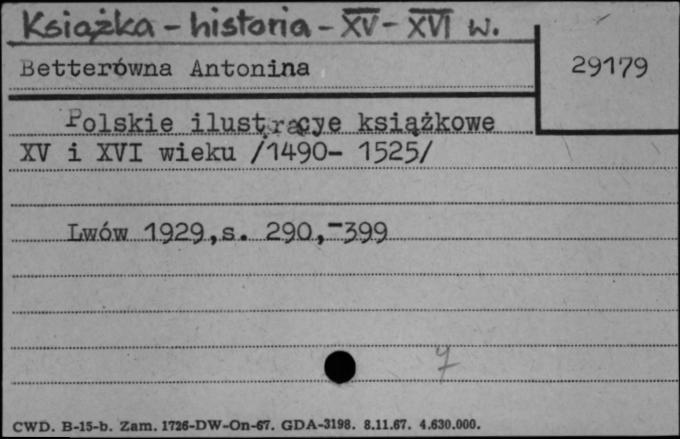 Książka - historia - XV - XVI w.
Betterówna Antonina
29179
Polskie ilustracye książkowe
XV i XVI wieku /1490- 1525/
Lwów 1929,s. 290,-399
7
CWD. B-15-b. Zam. 1726-DW-On-67. GDA-3198. 8.11.67. 4.630.000.